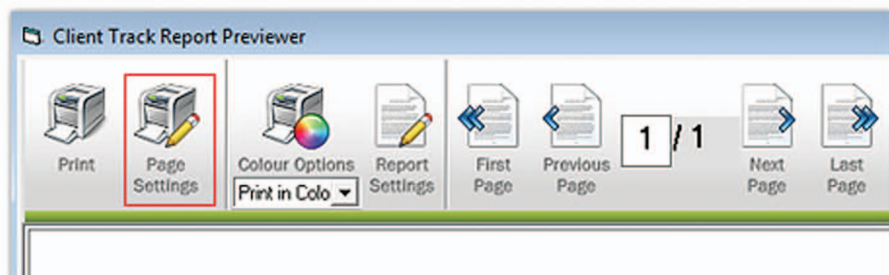 Client Track Report Previewer
Print
Page
Settings
Colour Options
Print in Colo
Report
Settings
First
Page
Previous
Page
1 / 1
Next
Page
Last
Page